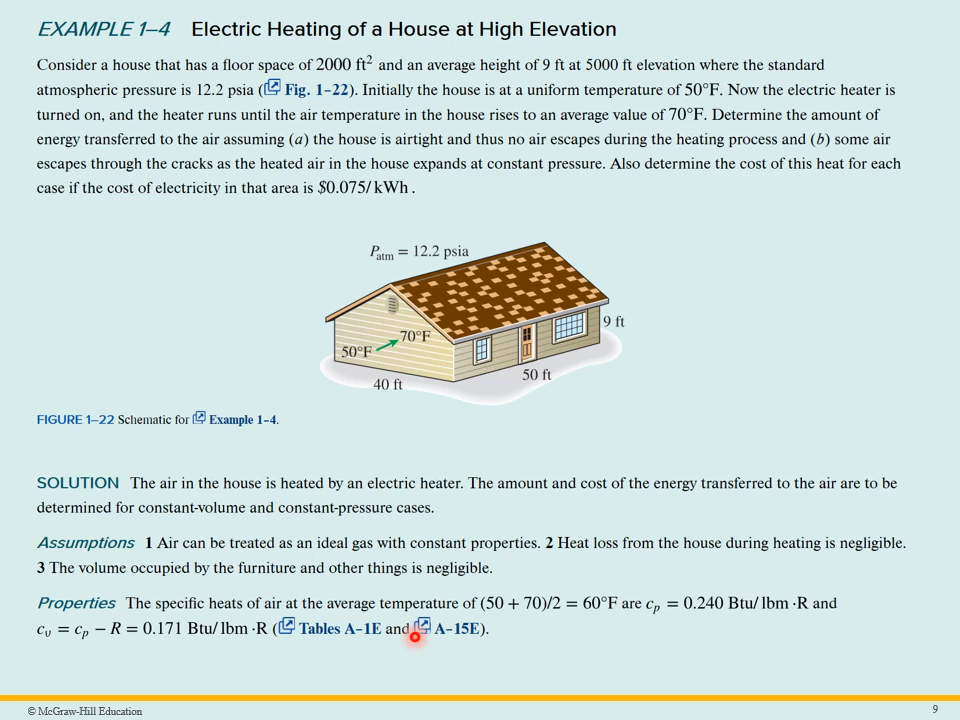 EXAMPLE 1–4 Electric Heating of a House at High Elevation
Consider a house that has a floor space of 2000 ft² and an average height of 9 ft at 5000 ft elevation where the standard
atmospheric pressure is 12.2 psia (Fig. 1–22). Initially the house is at a uniform temperature of 50°F. Now the electric heater is
turned on, and the heater runs until the air temperature in the house rises to an average value of 70°F. Determine the amount of
energy transferred to the air assuming (a) the house is airtight and thus no air escapes during the heating process and (b) some air
escapes through the cracks as the heated air in the house expands at constant pressure. Also determine the cost of this heat for each
case if the cost of electricity in that area is $0.075/kWh.
Patm = 12.2 psia
9 ft
70°F
50°F
50 ft
40 ft
FIGURE 1–22 Schematic for Example 1–4.
SOLUTION The air in the house is heated by an electric heater. The amount and cost of the energy transferred to the air are to be
determined for constant-volume and constant-pressure cases.
Assumptions 1 Air can be treated as an ideal gas with constant properties. 2 Heat loss from the house during heating is negligible.
3 The volume occupied by the furniture and other things is negligible.
Properties The specific heats of air at the average temperature of (50 + 70)/2 = 60°F are cp = 0.240 Btu/lbm ·R and
cυ = cp − R = 0.171 Btu/lbm ·R (Tables A–1E and A–15E).
© McGraw-Hill Education
9